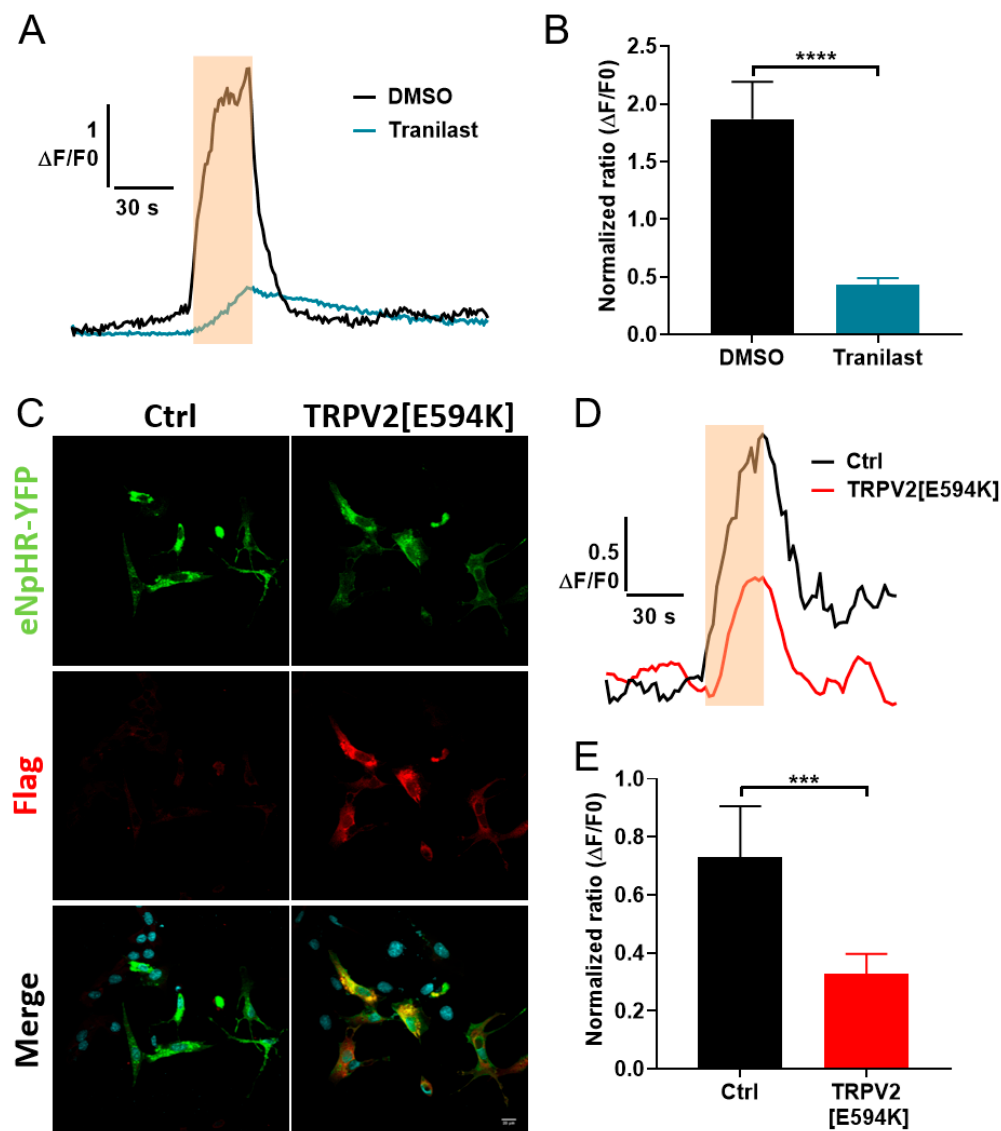 A
DMSO
Tranilast
1
ΔF/F0
30 s
B
****
Normalized ratio (ΔF/F0)
2.5
2.0
1.5
1.0
0.5
0.0
DMSO
Tranilast
C
Ctrl
TRPV2[E594K]
eNpHR-YFP
Flag
Merge
20 µm
D
Ctrl
TRPV2[E594K]
0.5
ΔF/F0
30 s
E
***
Normalized ratio (ΔF/F0)
1.0
0.8
0.6
0.4
0.2
0.0
Ctrl
TRPV2
[E594K]